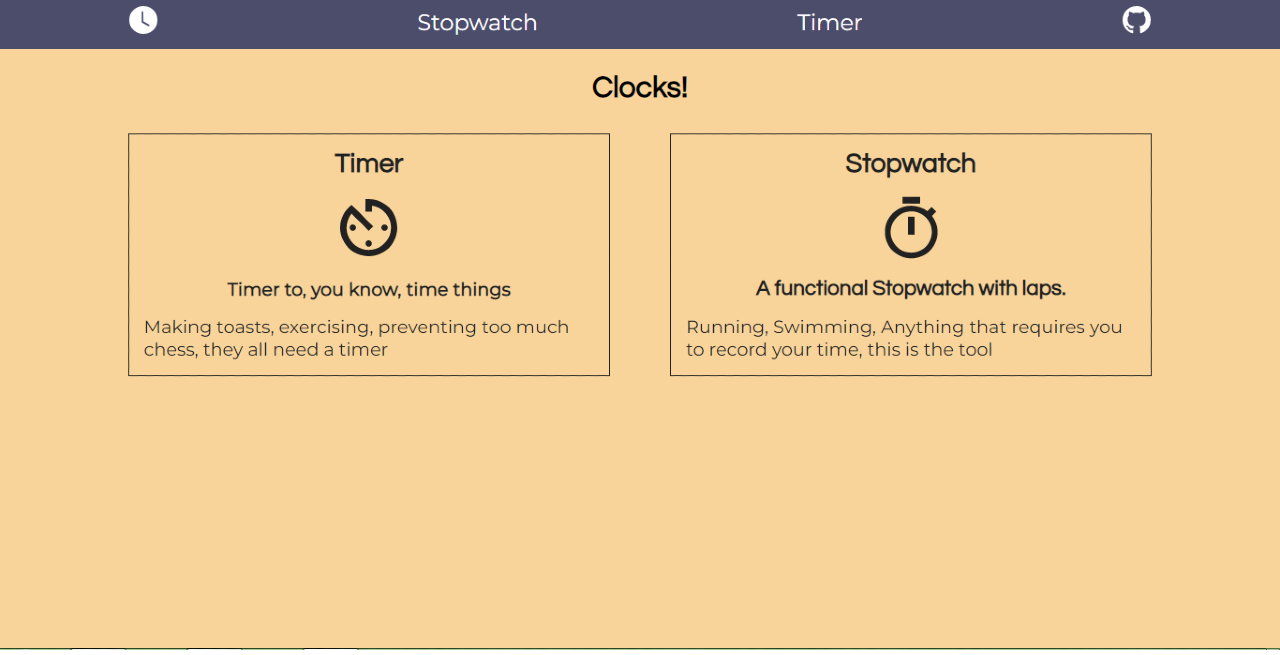 Stopwatch
Timer
Clocks!
Timer
Timer to, you know, time things
Making toasts, exercising, preventing too much
chess, they all need a timer
Stopwatch
A functional Stopwatch with laps.
Running, Swimming, Anything that requires you
to record your time, this is the tool